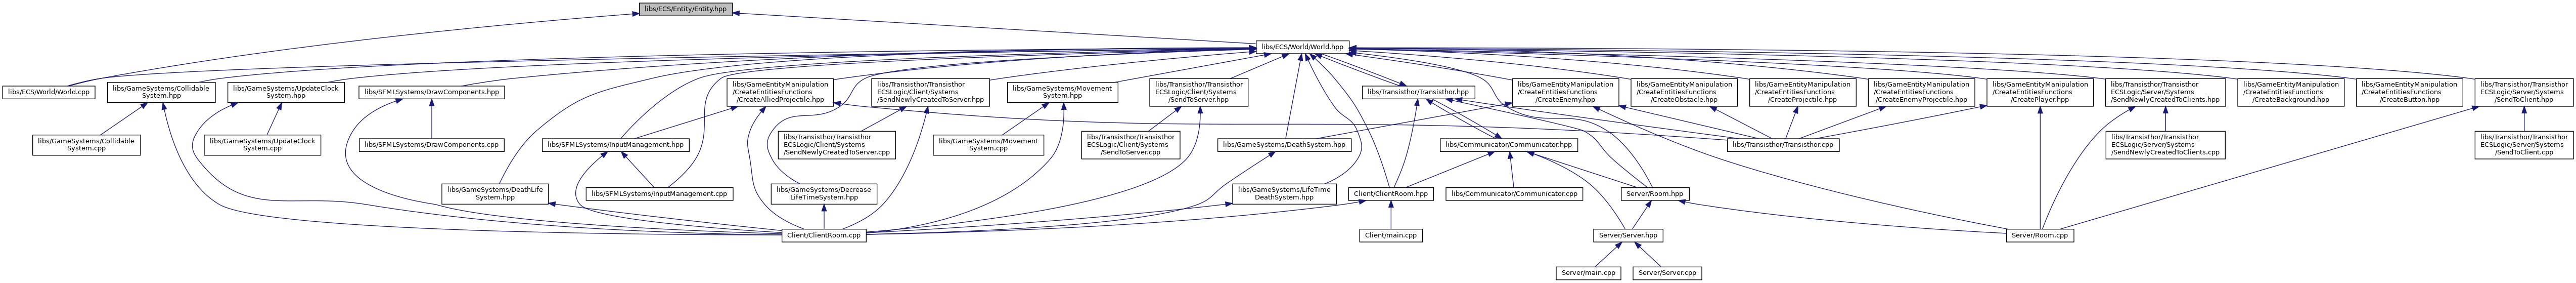 libs/ECS/Entity/Entity.hpp
libs/ECS/World/World.hpp
libs/ECS/World/World.cpp
libs/GameSystems/Collidable
System.hpp
libs/GameSystems/UpdateClock
System.hpp
libs/SFMLSystems/DrawComponents.hpp
libs/GameEntityManipulation
/CreateEntitiesFunctions
/CreateAlliedProjectile.hpp
libs/Transisthor/Transisthor
ECSLogic/Client/Systems
/SendNewlyCreatedToServer.hpp
libs/GameSystems/Movement
System.hpp
libs/Transisthor/Transisthor
ECSLogic/Client/Systems
/SendToServer.hpp
libs/Transisthor/Transisthor.hpp
libs/GameEntityManipulation
/CreateEntitiesFunctions
/CreateEnemy.hpp
libs/GameEntityManipulation
/CreateEntitiesFunctions
/CreateObstacle.hpp
libs/GameEntityManipulation
/CreateEntitiesFunctions
/CreateProjectile.hpp
libs/GameEntityManipulation
/CreateEntitiesFunctions
/CreateEnemyProjectile.hpp
libs/GameEntityManipulation
/CreateEntitiesFunctions
/CreatePlayer.hpp
libs/Transisthor/Transisthor
ECSLogic/Server/Systems
/SendNewlyCreatedToClients.hpp
libs/GameEntityManipulation
/CreateEntitiesFunctions
/CreateBackground.hpp
libs/GameEntityManipulation
/CreateEntitiesFunctions
/CreateButton.hpp
libs/Transisthor/Transisthor
ECSLogic/Server/Systems
/SendToClient.hpp
libs/GameSystems/Collidable
System.cpp
libs/GameSystems/UpdateClock
System.cpp
libs/SFMLSystems/DrawComponents.cpp
libs/SFMLSystems/InputManagement.hpp
libs/Transisthor/Transisthor
ECSLogic/Client/Systems
/SendNewlyCreatedToServer.cpp
libs/GameSystems/Movement
System.cpp
libs/Transisthor/Transisthor
ECSLogic/Client/Systems
/SendToServer.cpp
libs/GameSystems/DeathSystem.hpp
libs/Communicator/Communicator.hpp
libs/Transisthor/Transisthor.cpp
libs/Transisthor/Transisthor
ECSLogic/Server/Systems
/SendNewlyCreatedToClients.cpp
libs/Transisthor/Transisthor
ECSLogic/Server/Systems
/SendToClient.cpp
libs/GameSystems/DeathLife
System.hpp
libs/SFMLSystems/InputManagement.cpp
libs/GameSystems/Decrease
LifeTimeSystem.hpp
libs/GameSystems/LifeTime
DeathSystem.hpp
Client/ClientRoom.hpp
libs/Communicator/Communicator.cpp
Server/Room.hpp
Client/ClientRoom.cpp
Client/main.cpp
Server/Server.hpp
Server/Room.cpp
Server/main.cpp
Server/Server.cpp